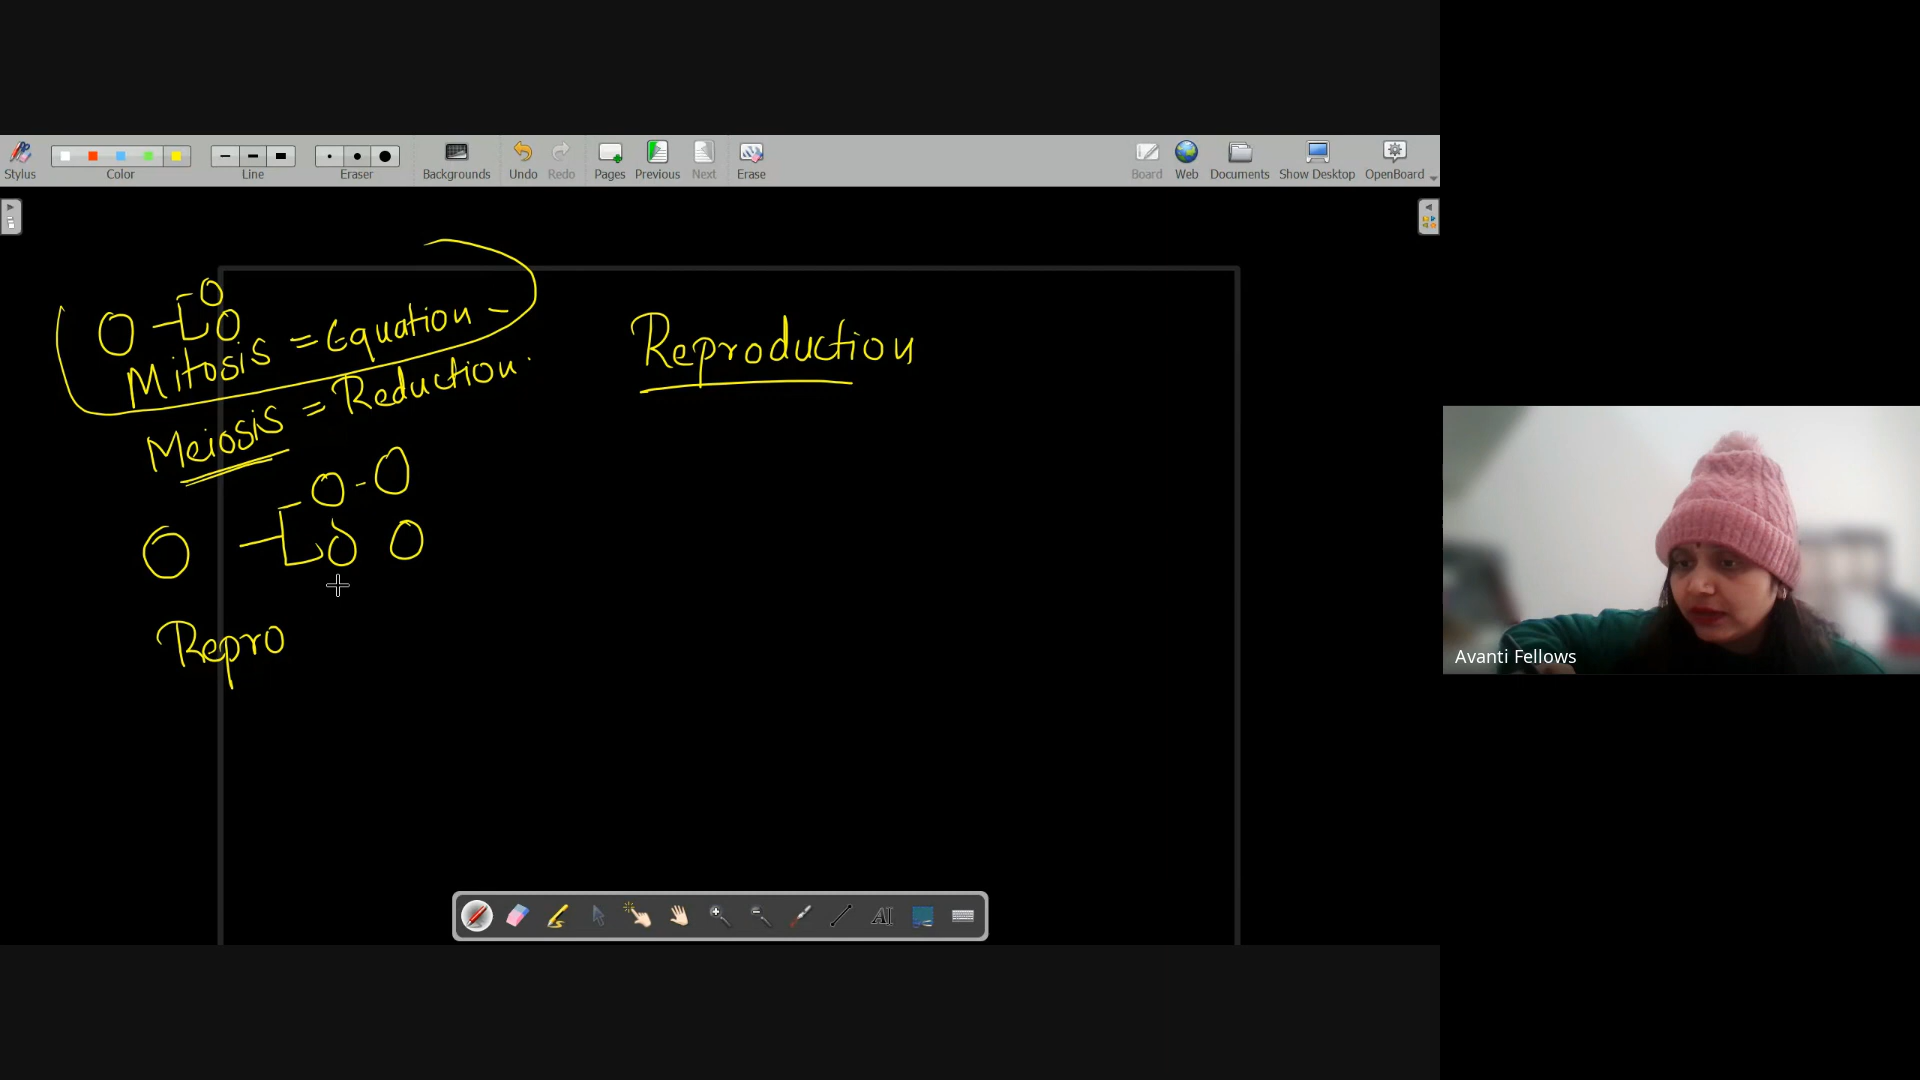 Stylus Color Line Eraser Backgrounds Undo Redo Pages Previous Next Erase Board Web Documents Show Desktop OpenBoard
Mitosis = Equation -
Meiosis = Reduction.
Reproduction
Repro
Avanti Fellows